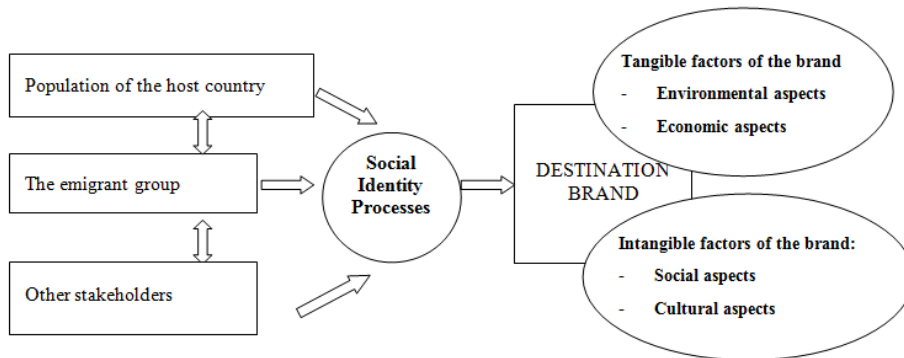 Population of the host country
The emigrant group
Other stakeholders
Social
Identity
Processes
DESTINATION
BRAND
Tangible factors of the brand
- Environmental aspects
- Economic aspects
Intangible factors of the brand:
- Social aspects
- Cultural aspects